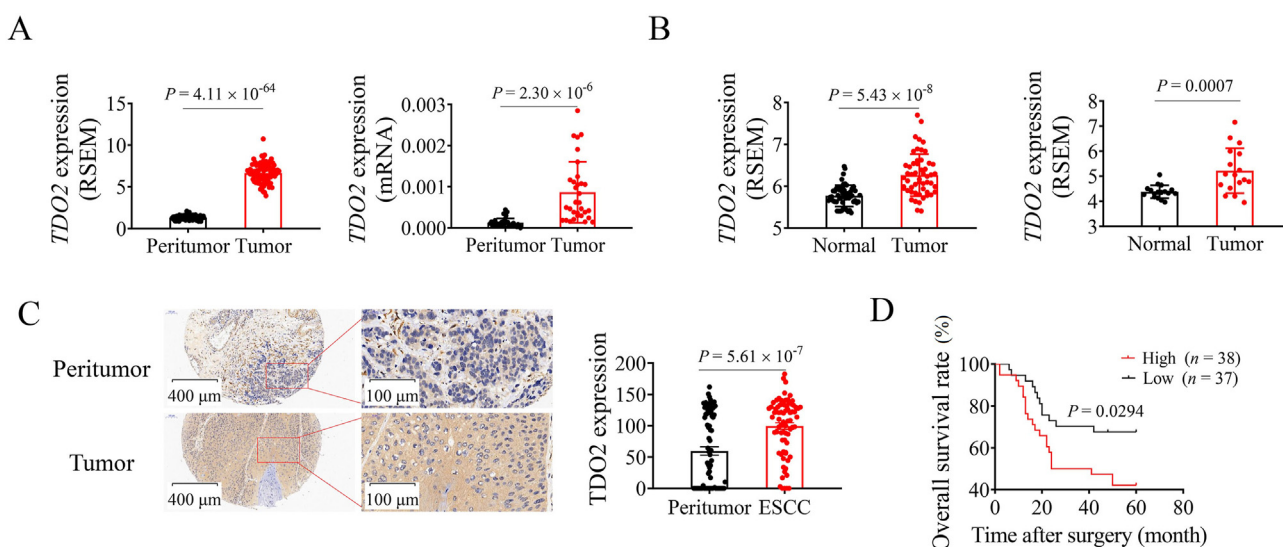 A
B
P = 4.11 × 10-64
TDO2 expression
(RSEM)
15
10
5
0
Peritumor Tumor
P = 2.30 × 10-6
TDO2 expression
(mRNA)
0.003
0.002
0.001
0.000
Peritumor Tumor
P = 5.43 × 10-8
TDO2 expression
(RSEM)
8
7
6
5
Normal Tumor
P = 0.0007
TDO2 expression
(RSEM)
8
7
6
5
4
3
Normal Tumor
C
Peritumor
400 μm
100 μm
Tumor
400 μm
100 μm
P = 5.61 × 10-7
TDO2 expression
200
150
100
50
0
Peritumor ESCC
D
Overall survival rate (%)
100
80
60
40
High (n = 38)
Low (n = 37)
P = 0.0294
0 20 40 60 80
Time after surgery (month)